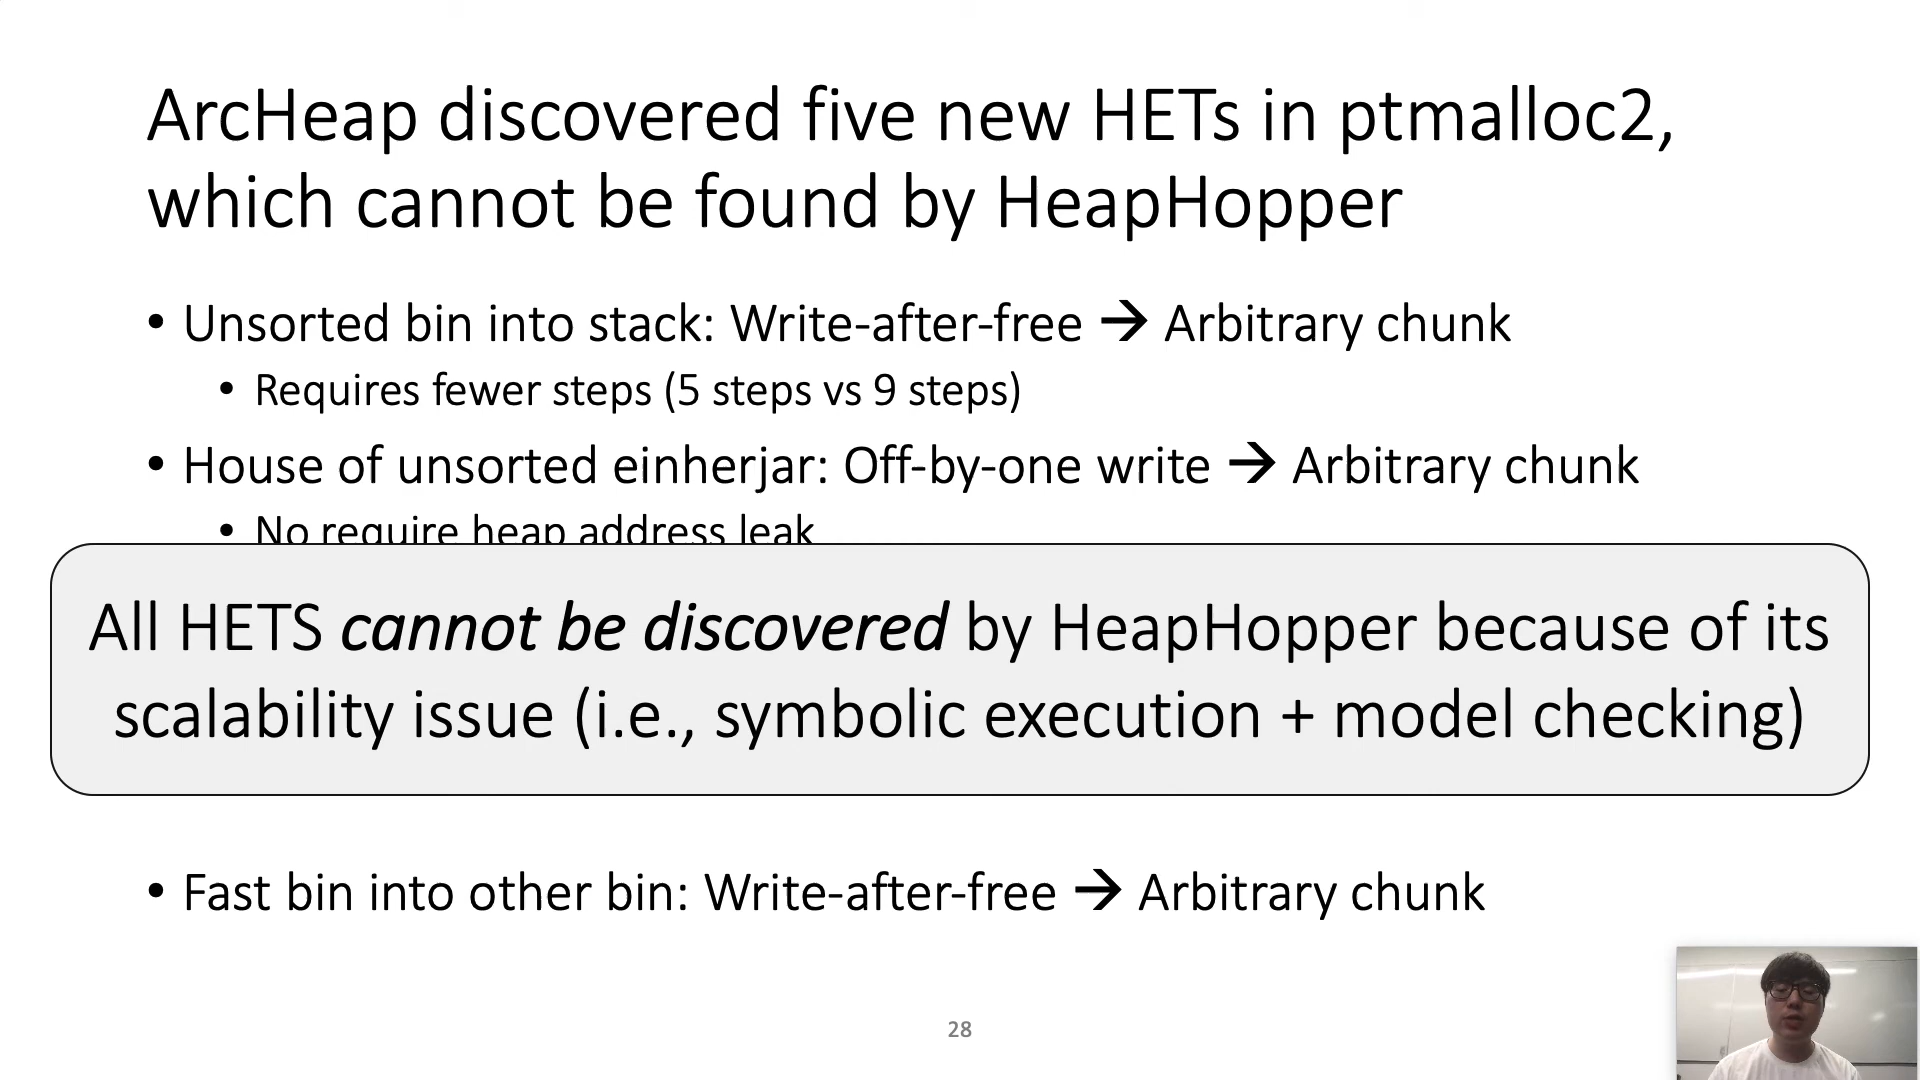 ArcHeap discovered five new HETs in ptmalloc2,
which cannot be found by HeapHopper
• Unsorted bin into stack: Write-after-free → Arbitrary chunk
• Requires fewer steps (5 steps vs 9 steps)
• House of unsorted einherjar: Off-by-one write → Arbitrary chunk
• No require heap address leak
All HETS cannot be discovered by HeapHopper because of its
scalability issue (i.e., symbolic execution + model checking)
• Fast bin into other bin: Write-after-free → Arbitrary chunk
28